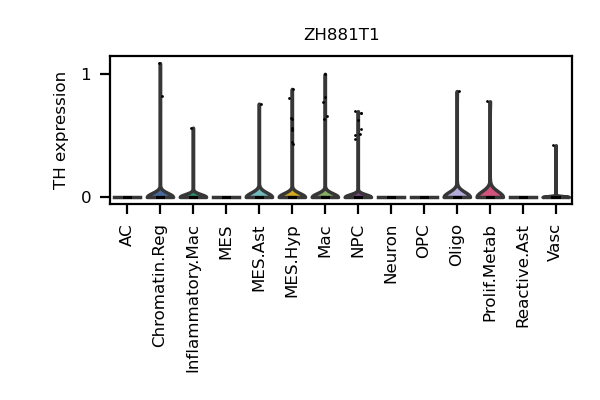 ZH881T1
TH expression
1
0
AC
Chromatin.Reg
Inflammatory.Mac
MES
MES.Ast
MES.Hyp
Mac
NPC
Neuron
OPC
Oligo
Prolif.Metab
Reactive.Ast
Vasc